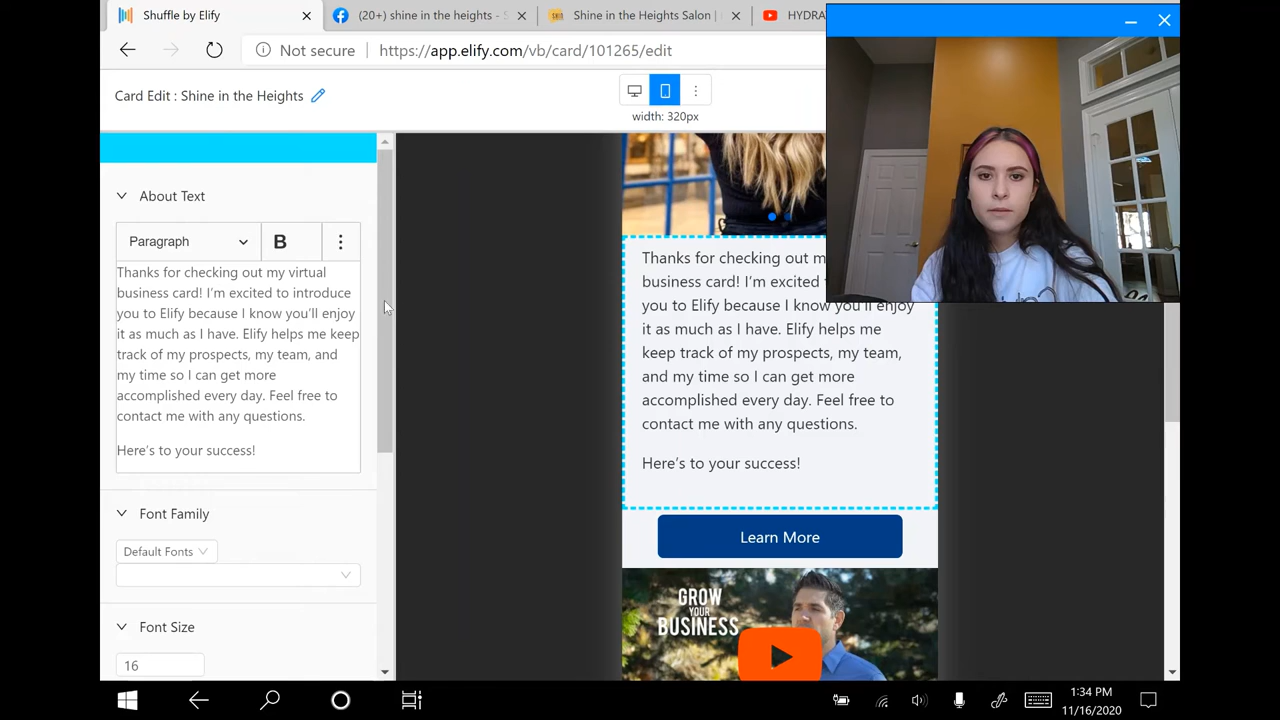 Shuffle by Elify
(20+) shine in the heights - S
Shine in the Heights Salon |
HYDRA
Not secure
https://app.elify.com/vb/card/101265/edit
Card Edit : Shine in the Heights
width: 320px
About Text
Paragraph
B
Thanks for checking out my virtual
business card! I'm excited to introduce
you to Elify because I know you'll enjoy
it as much as I have. Elify helps me keep
track of my prospects, my team, and
my time so I can get more
accomplished every day. Feel free to
contact me with any questions.
Here's to your success!
Font Family
Default Fonts
Font Size
16
Thanks for checking out m
business card! I'm excited
you to Elify because I know you'll enjoy
it as much as I have. Elify helps me
keep track of my prospects, my team,
and my time so I can get more
accomplished every day. Feel free to
contact me with any questions.
Here's to your success!
Learn More
GROW
YOUR
BUSINESS
1:34 PM
11/16/2020